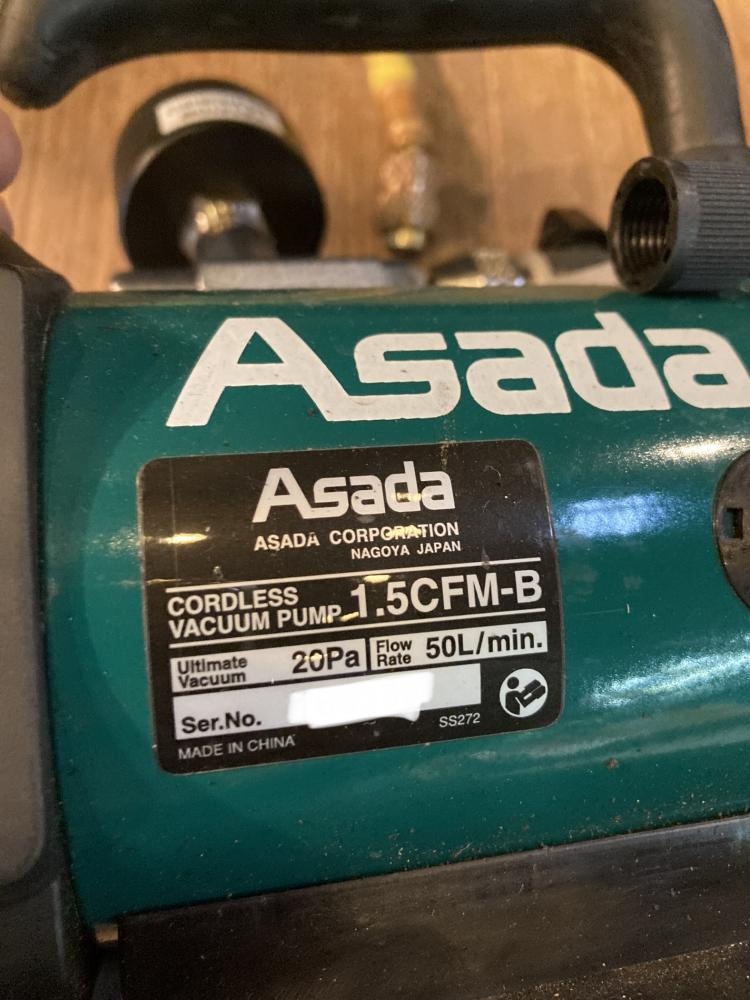 Asada
Asada
ASADA CORPORATION
NAGOYA JAPAN
CORDLESS
VACUUM PUMP 1.5CFM-B
Ultimate Vacuum 20Pa Flow Rate 50L/min.
Ser.No.
SS272
MADE IN CHINA